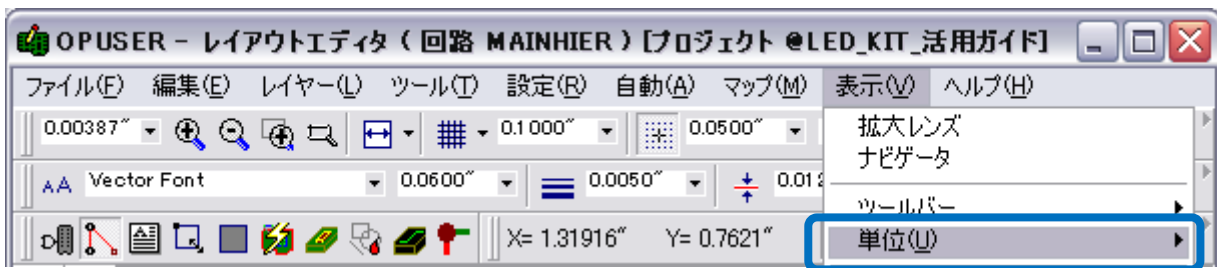 OPUSER - レイアウトエディタ ( 回路 MAINHIER ) [プロジェクト @LED_KIT_活用ガイド]
ファイル(F) 編集(E) レイヤー(L) ツール(T) 設定(R) 自動(A) マップ(M) 表示(V) ヘルプ(H)
0.00387" 0.1000" 0.0500"
拡大レンズ
ナビゲータ
AA Vector Font 0.0600" 0.0050"
ツールバー
X= 1.31916" Y= 0.7621"
単位(U)